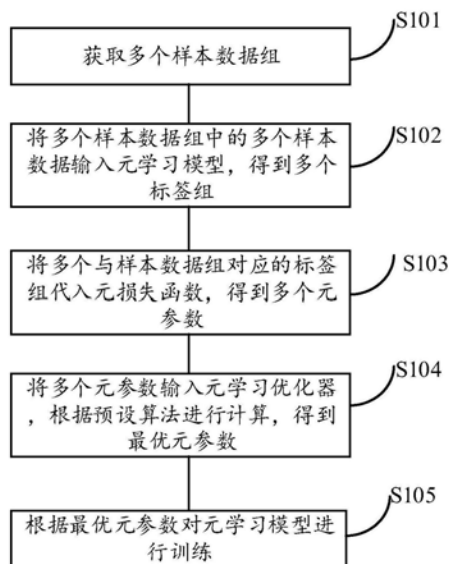 S101
获取多个样本数据组
S102
将多个样本数据组中的多个样本
数据输入元学习模型，得到多个
标签组
S103
将多个与样本数据组对应的标签
组代入元损失函数，得到多个元
参数
S104
将多个元参数输入元学习优化器
，根据预设算法进行计算，得到
最优元参数
S105
根据最优元参数对元学习模型进
行训练